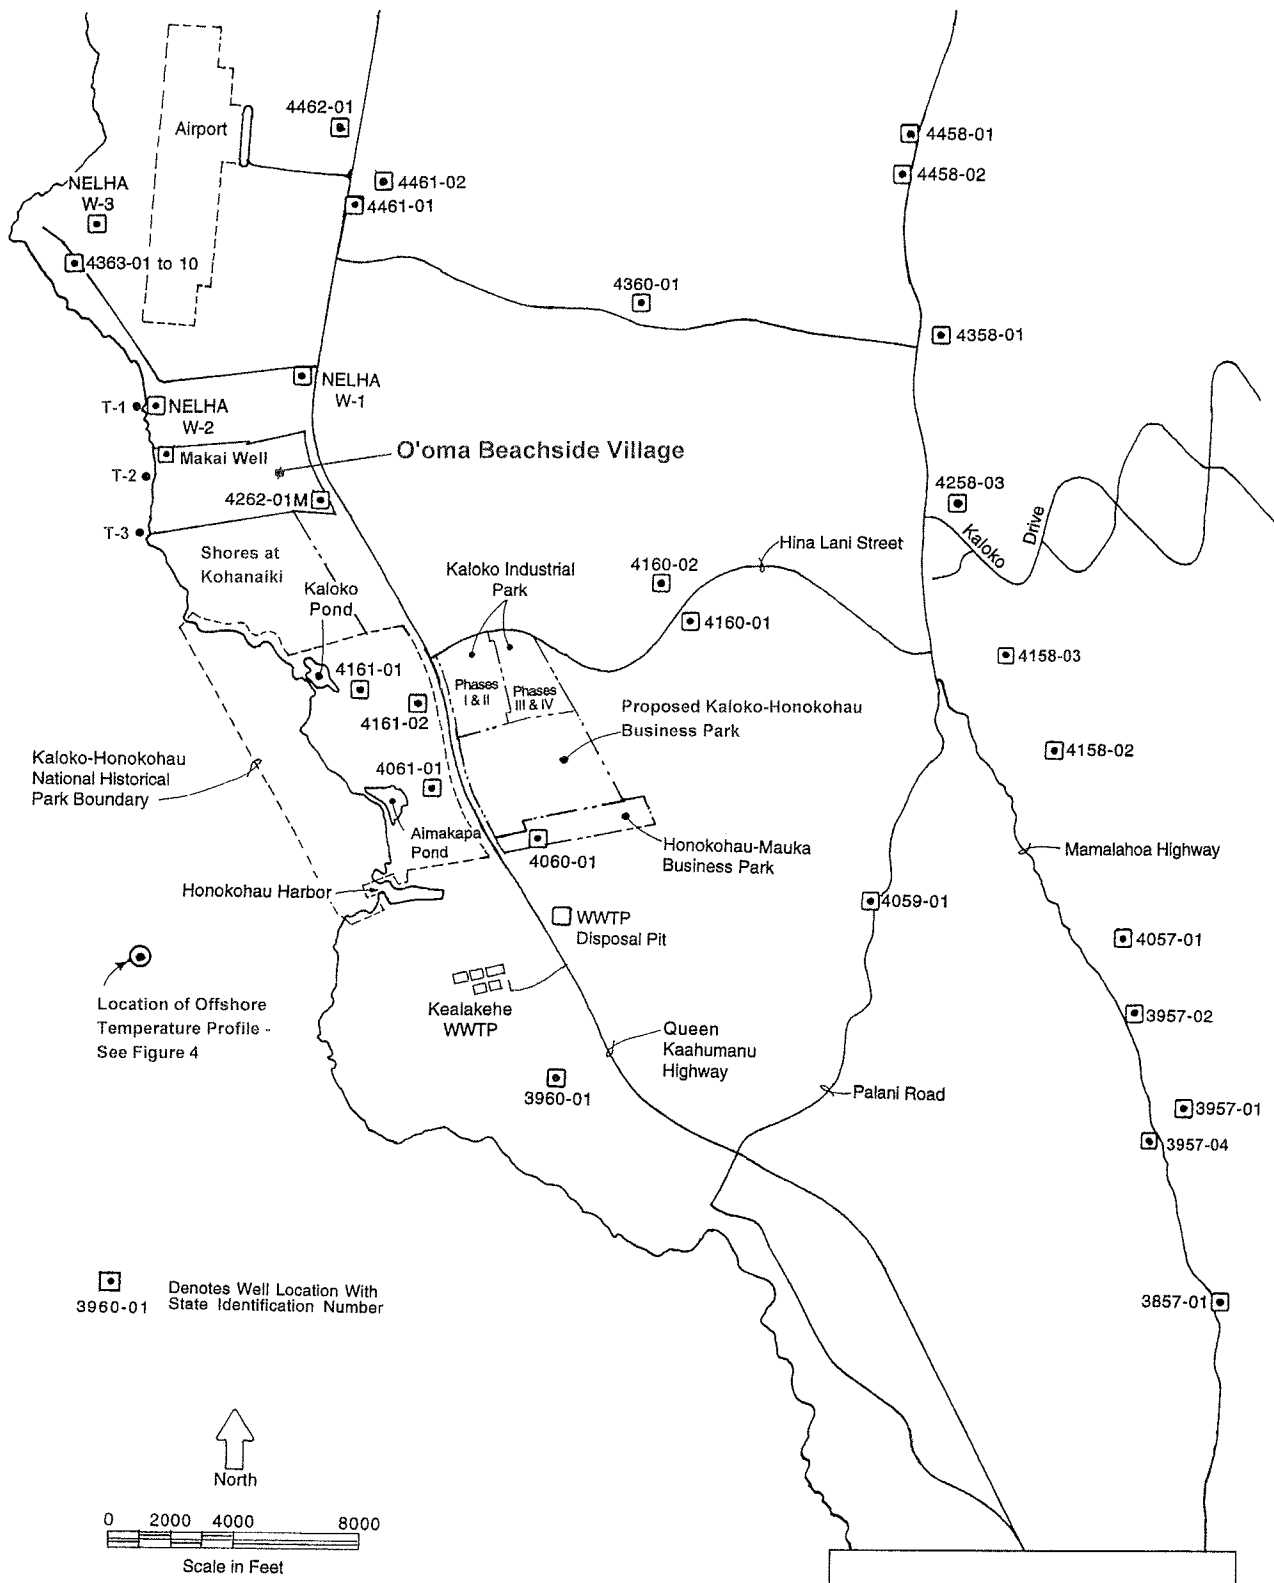 4462-01
Airport
4458-01
4458-02
4461-02
4461-01
NELHA
W-3
4363-01 to 10
4360-01
4358-01
NELHA
W-1
T-1
NELHA
W-2
Makai Well
O'oma Beachside Village
T-2
4262-01M
4258-03
T-3
Kaloko
Drive
Shores at
Kohanaiki
Hina Lani Street
4160-02
Kaloko Industrial
Park
Kaloko
Pond
4160-01
4161-01
4158-03
Phases
I & II
Phases
III & IV
4161-02
Proposed Kaloko-Honokohau
Business Park
4158-02
Kaloko-Honokohau
National Historical
Park Boundary
4061-01
Aimakapa
Pond
4060-01
Honokohau-Mauka
Business Park
Mamalahoa Highway
Honokohau Harbor
4059-01
WWTP
Disposal Pit
4057-01
Location of Offshore
Temperature Profile -
See Figure 4
Kealakehe
WWTP
3957-02
Queen
Kaahumanu
Highway
3960-01
Palani Road
3957-01
3957-04
3960-01
Denotes Well Location With
State Identification Number
3857-01
North
0 2000 4000 8000
Scale in Feet